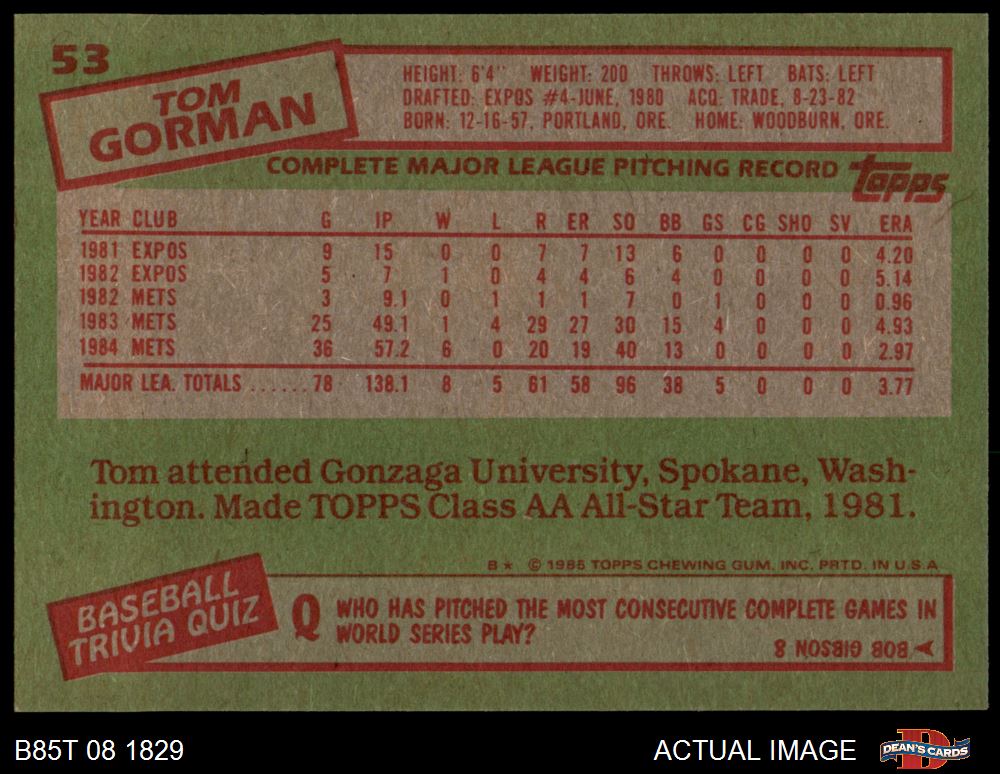 53
TOM
GORMAN
HEIGHT: 6'4" WEIGHT: 200 THROWS: LEFT BATS: LEFT
DRAFTED: EXPOS #4-JUNE, 1980 ACQ: TRADE, 8-23-82
BORN: 12-16-57, PORTLAND, ORE. HOME: WOODBURN, ORE.
COMPLETE MAJOR LEAGUE PITCHING RECORD
Topps
YEAR CLUB G IP W L R ER SO BB GS CG SHO SV ERA
1981 EXPOS 9 15 0 0 7 7 13 6 0 0 0 0 4.20
1982 EXPOS 5 7 1 0 4 4 6 4 0 0 0 0 5.14
1982 METS 3 9.1 0 1 1 1 7 0 1 0 0 0 0.96
1983 METS 25 49.1 1 4 29 27 30 15 4 0 0 0 4.93
1984 METS 36 57.2 6 0 20 19 40 13 0 0 0 0 2.97
MAJOR LEA. TOTALS ...... 78 138.1 8 5 61 58 96 38 5 0 0 0 3.77
Tom attended Gonzaga University, Spokane, Wash-
ington. Made TOPPS Class AA All-Star Team, 1981.
B* © 1985 TOPPS CHEWING GUM, INC. PRTD. IN U.S.A.
BASEBALL
TRIVIA QUIZ
Q WHO HAS PITCHED THE MOST CONSECUTIVE COMPLETE GAMES IN
WORLD SERIES PLAY?
BOB GIBSON 8
B85T 08 1829
ACTUAL IMAGE
DEAN'S CARDS